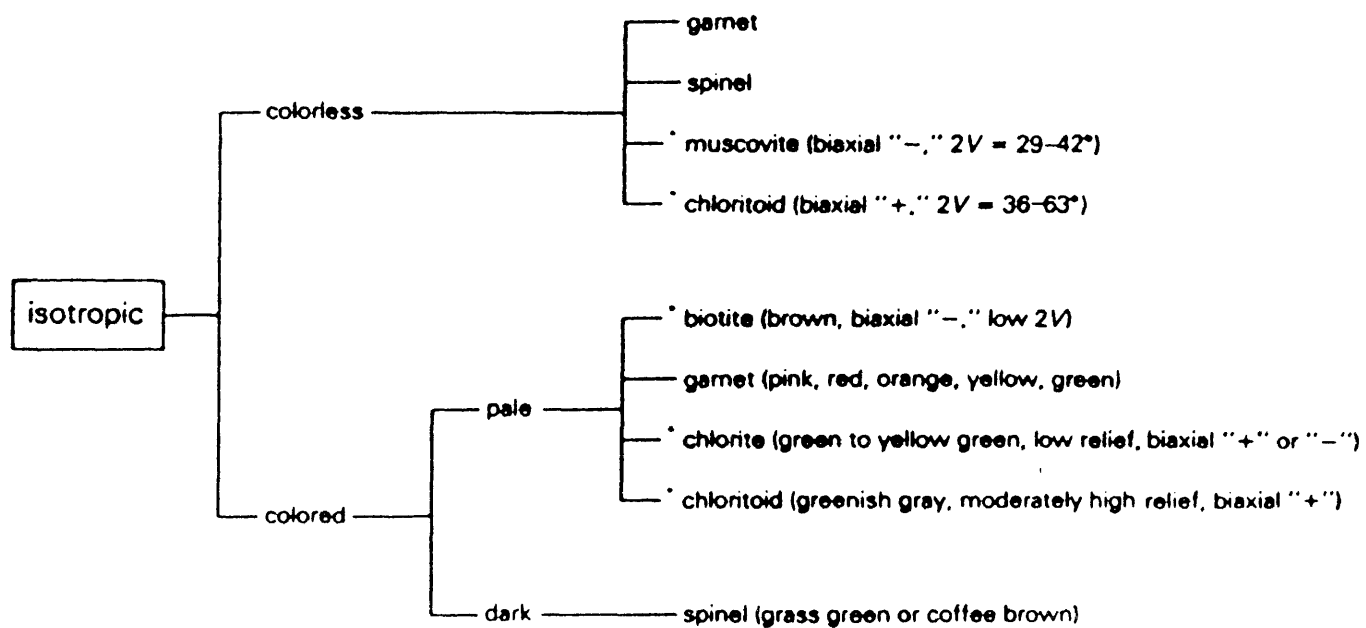 garnet
spinel
colorless
* muscovite (biaxial "−," 2V = 29–42°)
* chloritoid (biaxial "+," 2V = 36–63°)
isotropic
* biotite (brown, biaxial "−," low 2V)
garnet (pink, red, orange, yellow, green)
pale
* chlorite (green to yellow green, low relief, biaxial "+" or "−")
* chloritoid (greenish gray, moderately high relief, biaxial "+")
colored
dark
spinel (grass green or coffee brown)